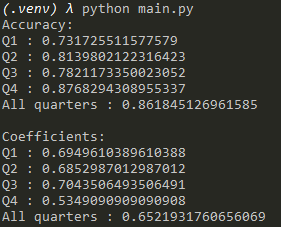 (.venv) λ python main.py
Accuracy:
Q1 : 0.731725511577579
Q2 : 0.8139802122316423
Q3 : 0.7821173350023052
Q4 : 0.8768294308955337
All quarters : 0.861845126961585
Coefficients:
Q1 : 0.6949610389610388
Q2 : 0.6852987012987012
Q3 : 0.7043506493506491
Q4 : 0.5349090909090908
All quarters : 0.6521931760656069